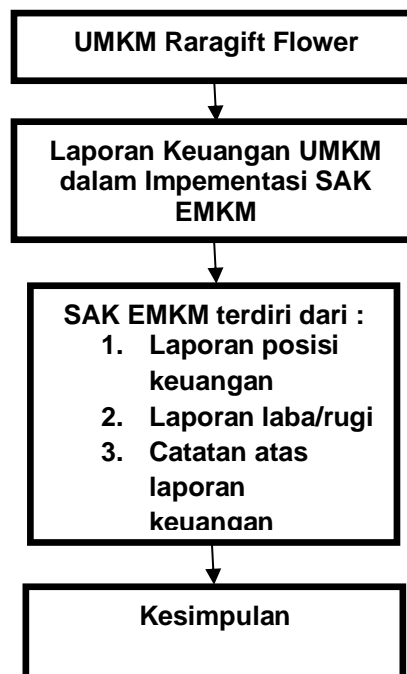 UMKM Raragift Flower
Laporan Keuangan UMKM
dalam Impementasi SAK
EMKM
SAK EMKM terdiri dari :
1. Laporan posisi
keuangan
2. Laporan laba/rugi
3. Catatan atas
laporan
keuangan
Kesimpulan